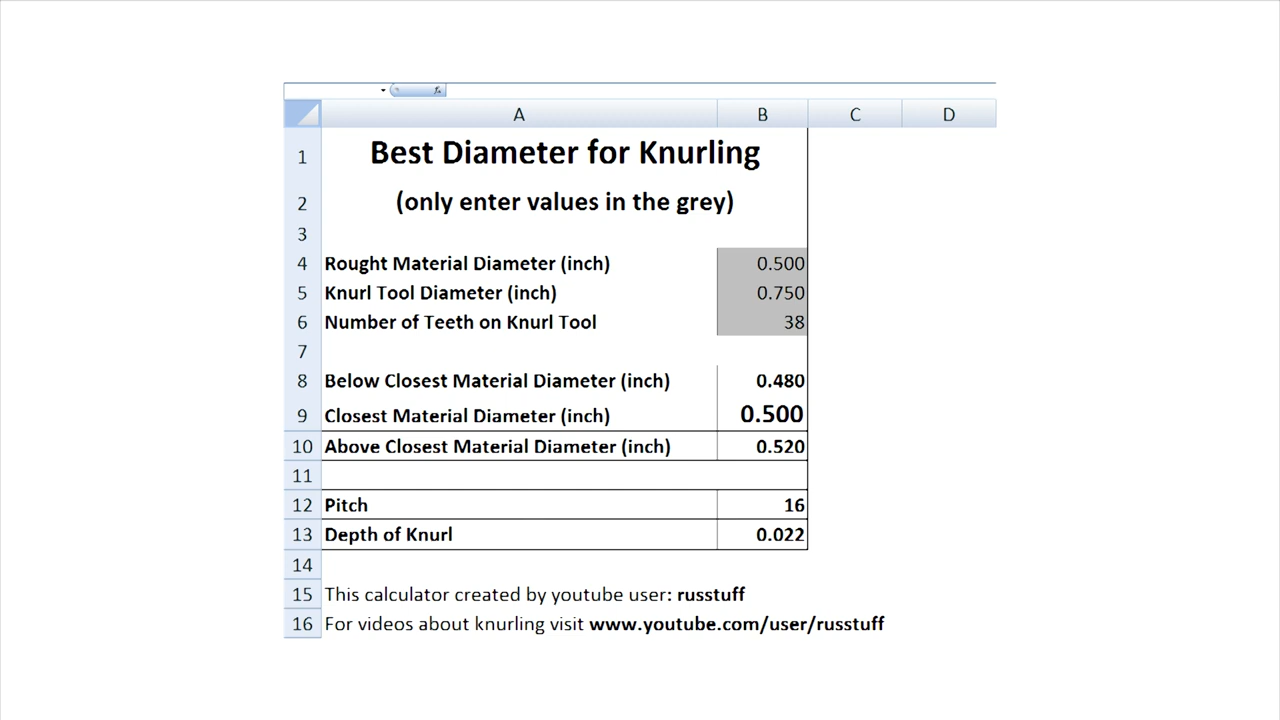 A B C D
1 Best Diameter for Knurling
2 (only enter values in the grey)
3
4 Rought Material Diameter (inch) 0.500
5 Knurl Tool Diameter (inch) 0.750
6 Number of Teeth on Knurl Tool 38
7
8 Below Closest Material Diameter (inch) 0.480
9 Closest Material Diameter (inch) 0.500
10 Above Closest Material Diameter (inch) 0.520
11
12 Pitch 16
13 Depth of Knurl 0.022
14
15 This calculator created by youtube user: russtuff
16 For videos about knurling visit www.youtube.com/user/russtuff